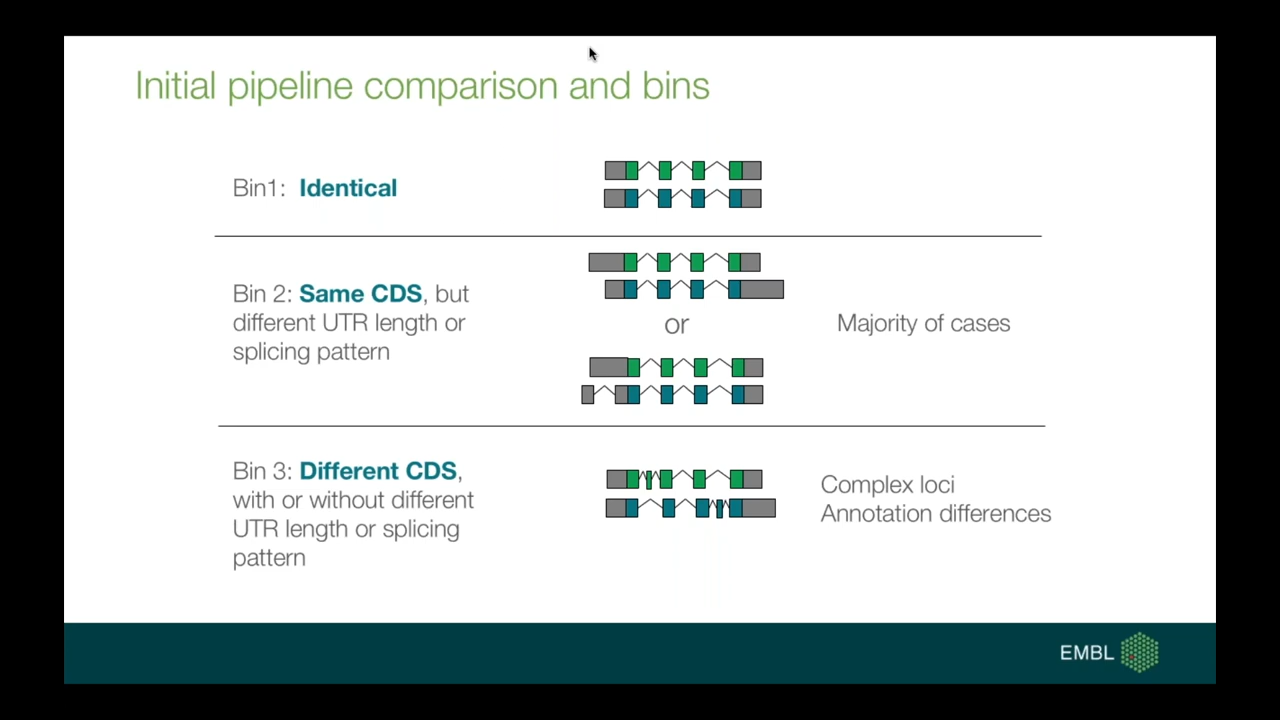 Initial pipeline comparison and bins
Bin1: Identical
Bin 2: Same CDS, but
different UTR length or
splicing pattern
or
Majority of cases
Bin 3: Different CDS,
with or without different
UTR length or splicing
pattern
Complex loci
Annotation differences
EMBL